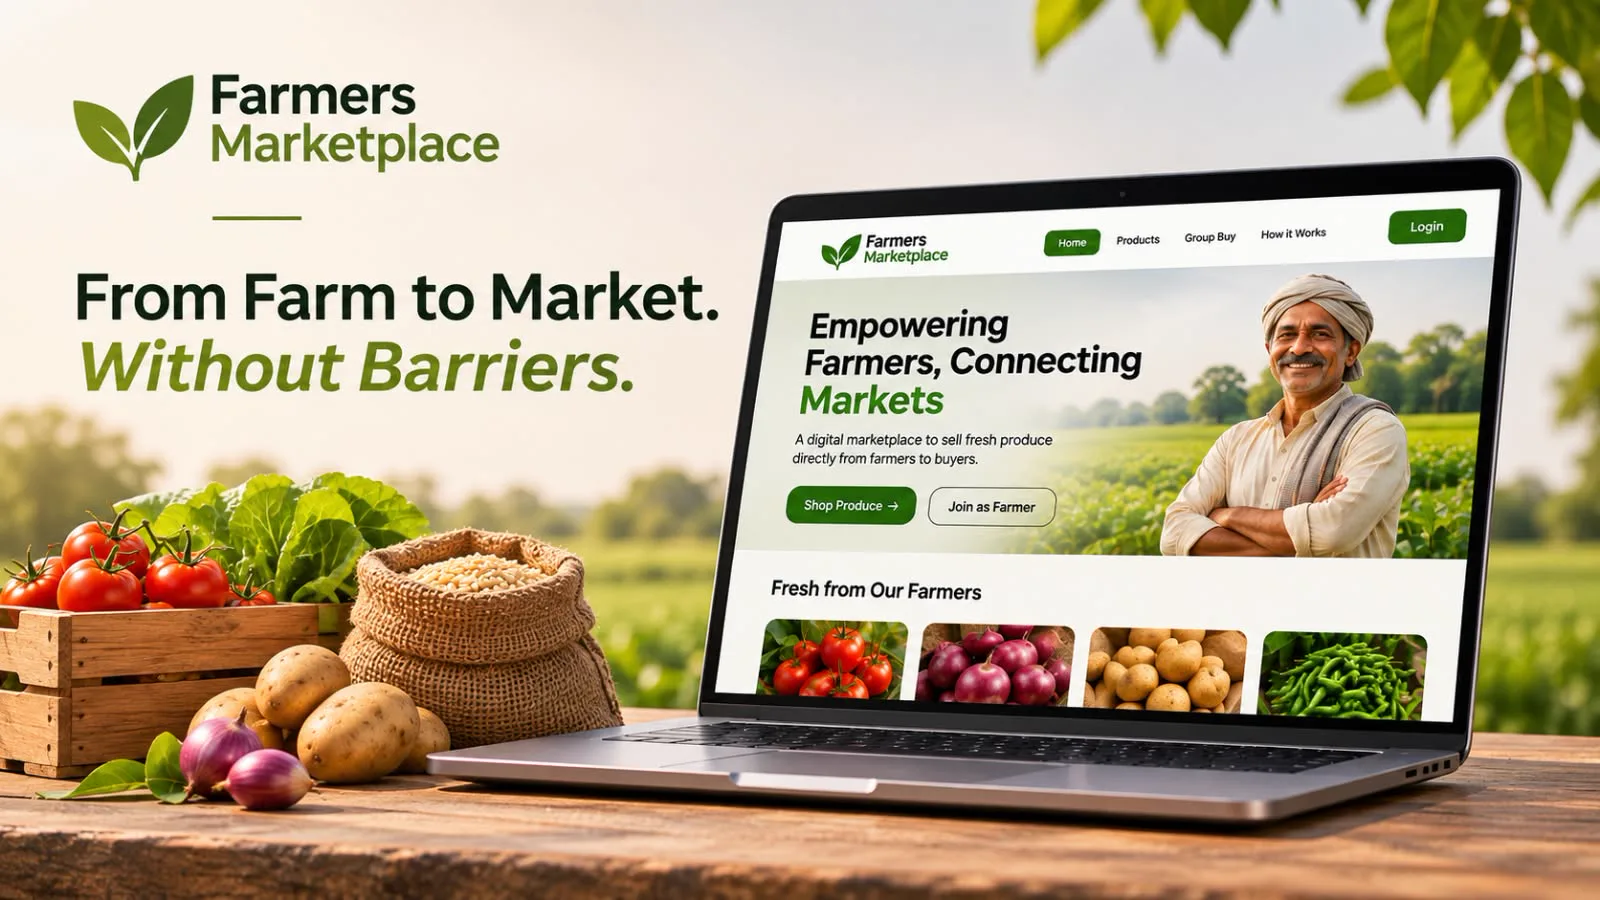 Farmers
Marketplace
From Farm to Market.
Without Barriers.
Farmers
Marketplace
Home
Products
Group Buy
How it Works
Login
Empowering
Farmers, Connecting
Markets
A digital marketplace to sell fresh produce
directly from farmers to buyers.
Shop Produce →
Join as Farmer
Fresh from Our Farmers